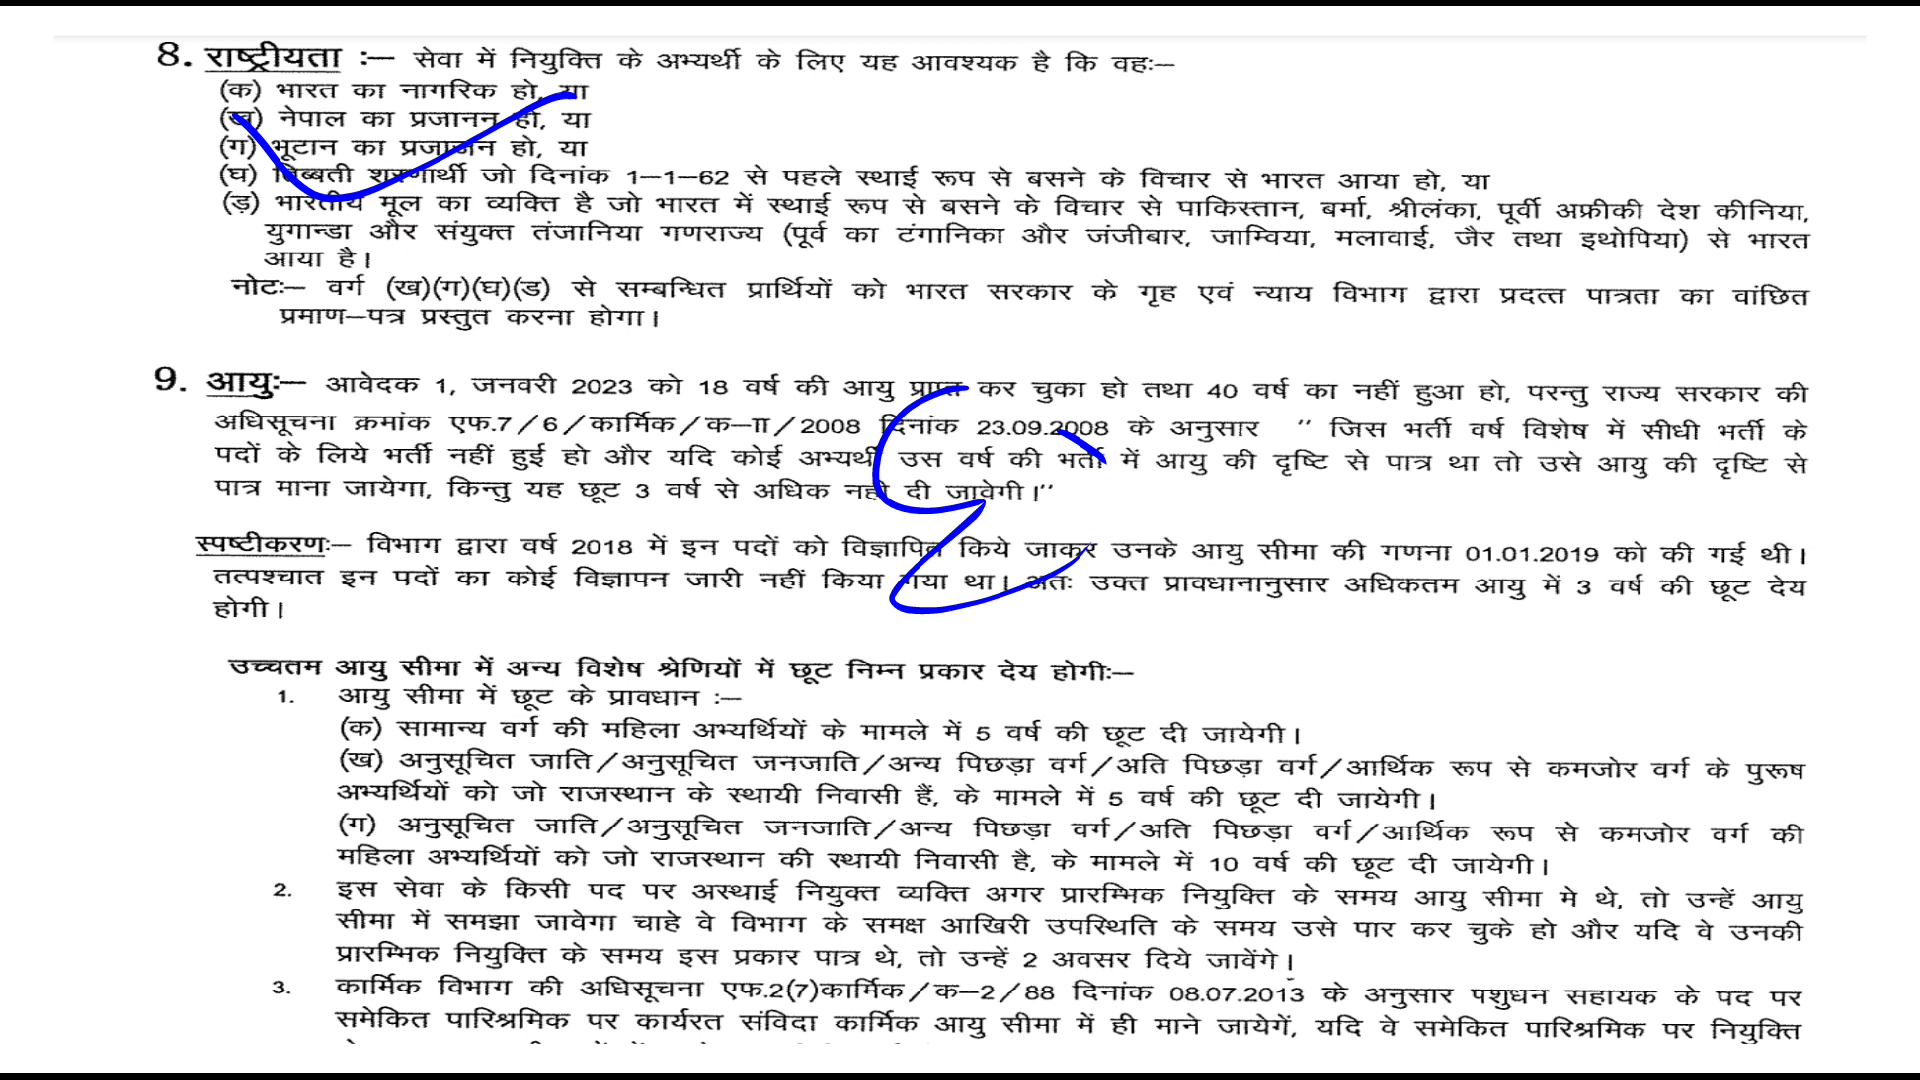 8. राष्ट्रीयता :— सेवा में नियुक्ति के अभ्यर्थी के लिए यह आवश्यक है कि वहः—
(क) भारत का नागरिक हो, या
(ख) नेपाल का प्रजानन हो, या
(ग) भूटान का प्रजाजन हो, या
(घ) तिब्बती शरणार्थी जो दिनांक 1—1—62 से पहले स्थाई रूप से बसने के विचार से भारत आया हो, या
(ड़) भारतीय मूल का व्यक्ति है जो भारत में स्थाई रूप से बसने के विचार से पाकिस्तान, बर्मा, श्रीलंका, पूर्वी अफ्रीकी देश कीनिया,
युगान्डा और संयुक्त तंजानिया गणराज्य (पूर्व का टंगानिका और जंजीबार, जाम्विया, मलावाई, जैर तथा इथोपिया) से भारत
आया है।
नोटः— वर्ग (ख)(ग)(घ)(ड) से सम्बन्धित प्रार्थियों को भारत सरकार के गृह एवं न्याय विभाग द्वारा प्रदत्त पात्रता का वांछित
प्रमाण—पत्र प्रस्तुत करना होगा।
9. आयुः— आवेदक 1, जनवरी 2023 को 18 वर्ष की आयु प्राप्त कर चुका हो तथा 40 वर्ष का नहीं हुआ हो, परन्तु राज्य सरकार की
अधिसूचना क्रमांक एफ.7/6/कार्मिक/क—II/2008 दिनांक 23.09.2008 के अनुसार '' जिस भर्ती वर्ष विशेष में सीधी भर्ती के
पदों के लिये भर्ती नहीं हुई हो और यदि कोई अभ्यर्थी उस वर्ष की भर्ती में आयु की दृष्टि से पात्र था तो उसे आयु की दृष्टि से
पात्र माना जायेगा, किन्तु यह छूट 3 वर्ष से अधिक नहीं दी जावेगी।''
स्पष्टीकरणः— विभाग द्वारा वर्ष 2018 में इन पदों को विज्ञापित किये जाकर उनके आयु सीमा की गणना 01.01.2019 को की गई थी।
तत्पश्चात इन पदों का कोई विज्ञापन जारी नहीं किया गया था। अतः उक्त प्रावधानानुसार अधिकतम आयु में 3 वर्ष की छूट देय
होगी।
उच्चतम आयु सीमा में अन्य विशेष श्रेणियों में छूट निम्न प्रकार देय होगीः—
1. आयु सीमा में छूट के प्रावधान :—
(क) सामान्य वर्ग की महिला अभ्यर्थियों के मामले में 5 वर्ष की छूट दी जायेगी।
(ख) अनुसूचित जाति/अनुसूचित जनजाति/अन्य पिछड़ा वर्ग/अति पिछड़ा वर्ग/आर्थिक रूप से कमजोर वर्ग के पुरूष
अभ्यर्थियों को जो राजस्थान के स्थायी निवासी हैं, के मामले में 5 वर्ष की छूट दी जायेगी।
(ग) अनुसूचित जाति/अनुसूचित जनजाति/अन्य पिछड़ा वर्ग/अति पिछड़ा वर्ग/आर्थिक रूप से कमजोर वर्ग की
महिला अभ्यर्थियों को जो राजस्थान की स्थायी निवासी है, के मामले में 10 वर्ष की छूट दी जायेगी।
2. इस सेवा के किसी पद पर अस्थाई नियुक्त व्यक्ति अगर प्रारम्भिक नियुक्ति के समय आयु सीमा मे थे, तो उन्हें आयु
सीमा में समझा जावेगा चाहे वे विभाग के समक्ष आखिरी उपस्थिति के समय उसे पार कर चुके हो और यदि वे उनकी
प्रारम्भिक नियुक्ति के समय इस प्रकार पात्र थे, तो उन्हें 2 अवसर दिये जावेंगे।
3. कार्मिक विभाग की अधिसूचना एफ.2(7)कार्मिक/क—2/88 दिनांक 08.07.2013 के अनुसार पशुधन सहायक के पद पर
समेकित पारिश्रमिक पर कार्यरत संविदा कार्मिक आयु सीमा में ही माने जायेगें, यदि वे समेकित पारिश्रमिक पर नियुक्ति